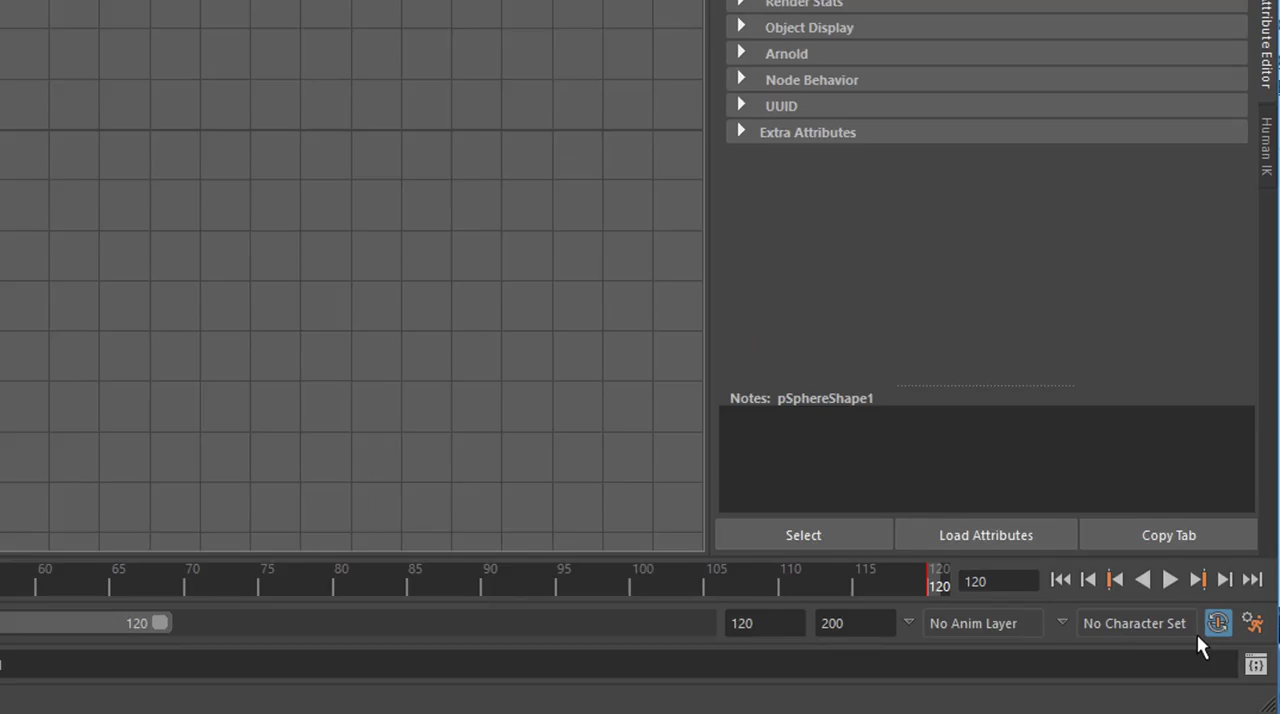 Render Stats
Object Display
Arnold
Node Behavior
UUID
Extra Attributes
Attribute Editor
Human IK
Notes: pSphereShape1
Select Load Attributes Copy Tab
60 65 70 75 80 85 90 95 100 105 110 115 120
120 120
120 120 200 No Anim Layer No Character Set